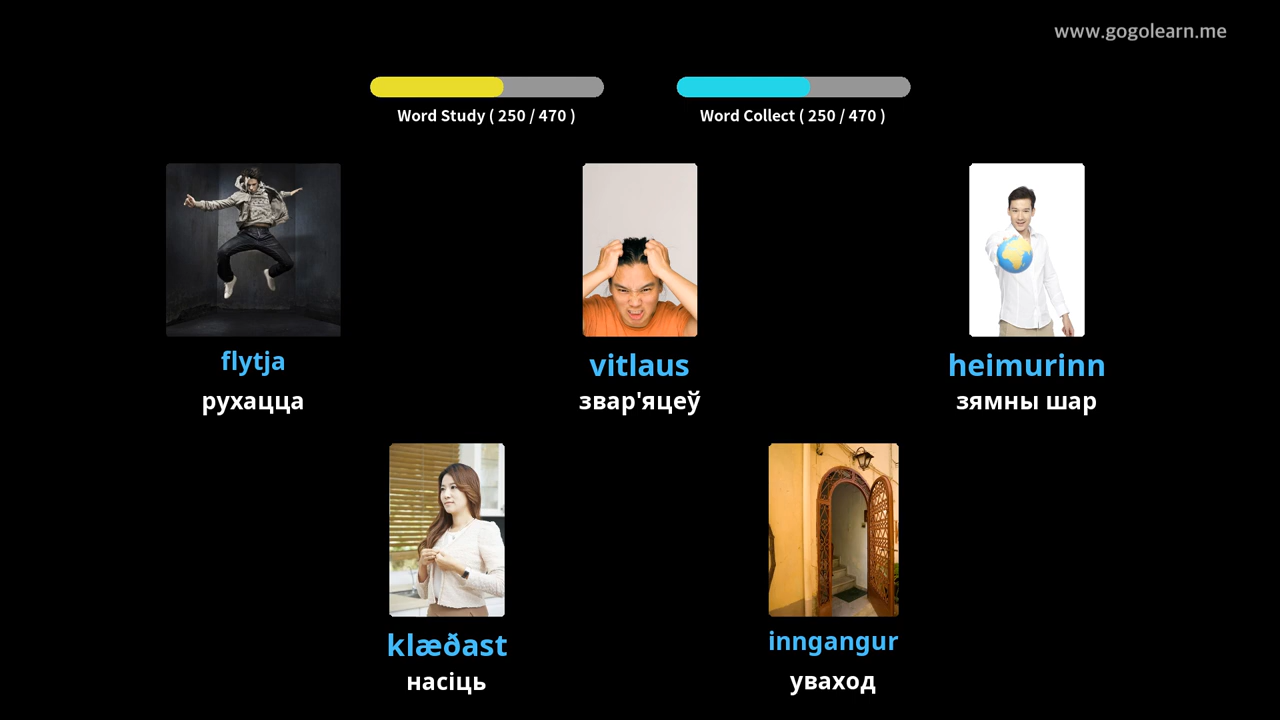 www.gogolearn.me
Word Study ( 250 / 470 )
Word Collect ( 250 / 470 )
flytja
рухацца
vitlaus
звар'яцеў
heimurinn
зямны шар
klæðast
насіць
inngangur
уваход